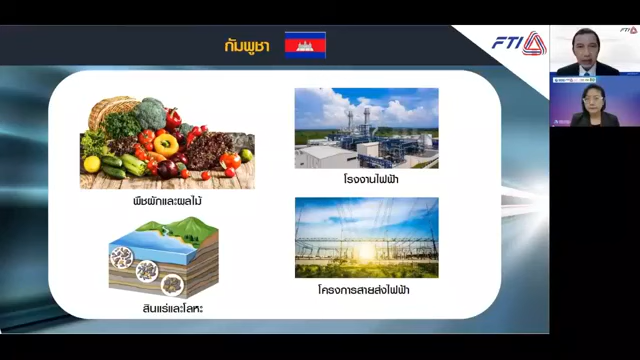 กัมพูชา
FTI
FTI
พืชผักและผลไม้
โรงงานไฟฟ้า
สินแร่และโลหะ
โครงการสายส่งไฟฟ้า